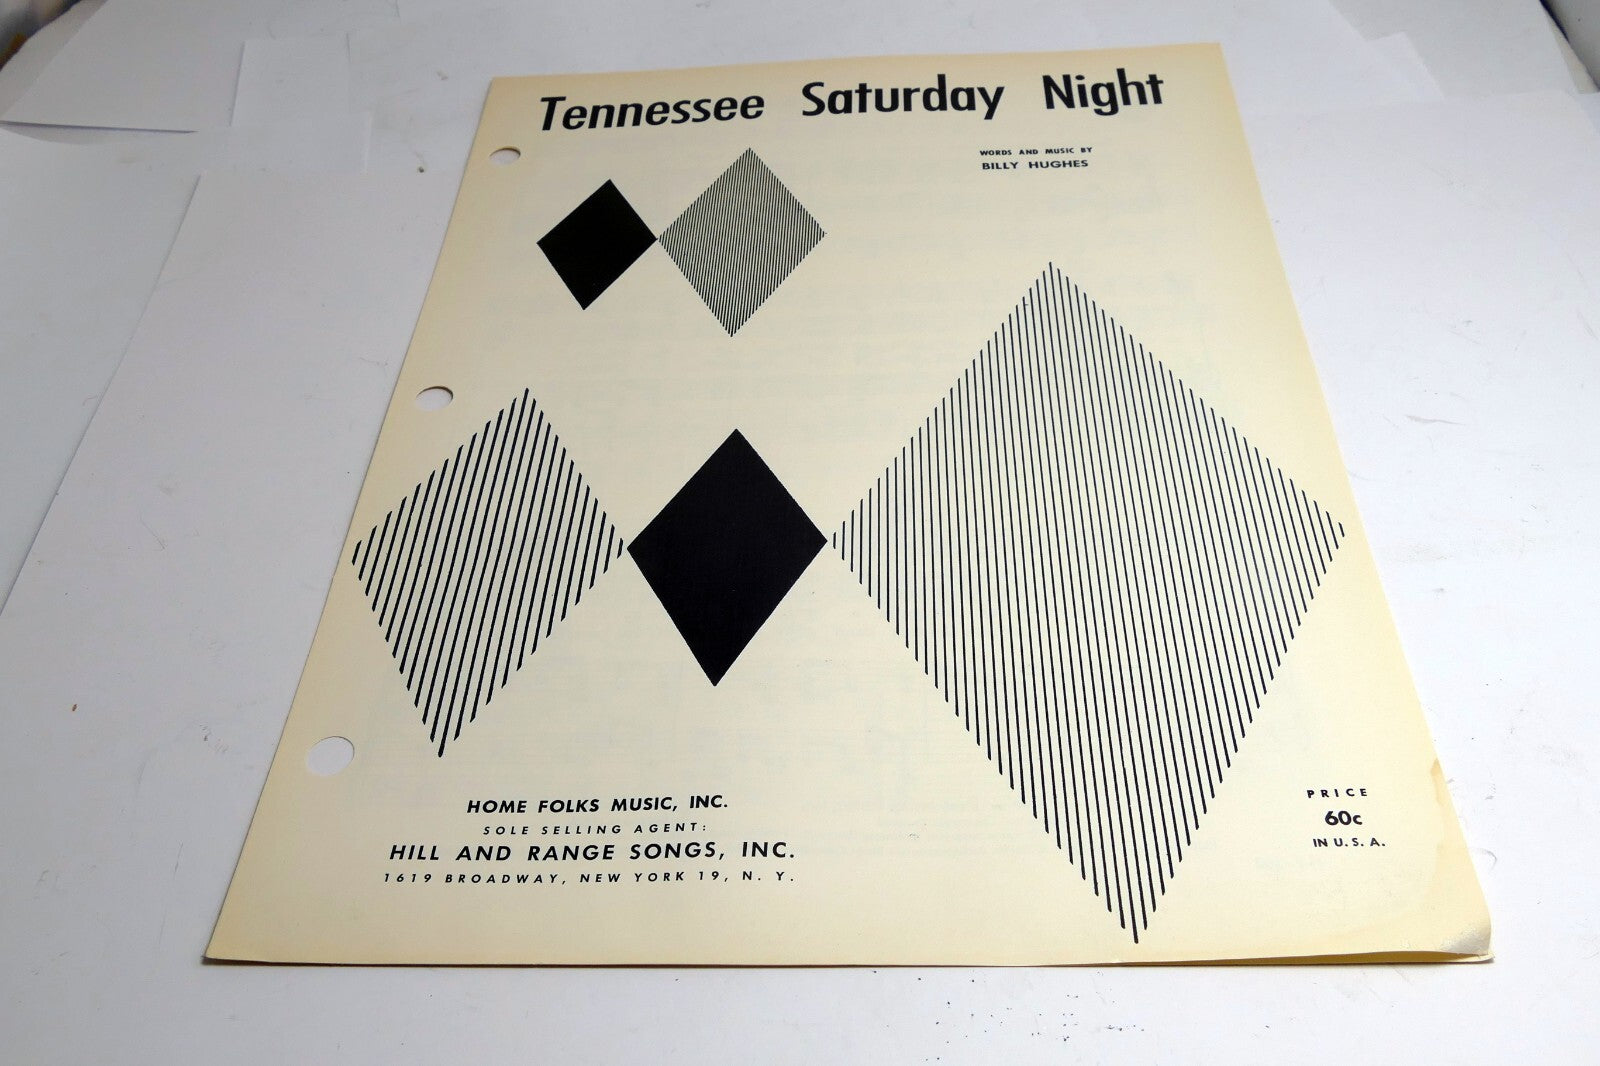 Tennessee Saturday Night
WORDS AND MUSIC BY
BILLY HUGHES
HOME FOLKS MUSIC, INC.
SOLE SELLING AGENT:
HILL AND RANGE SONGS, INC.
1619 BROADWAY, NEW YORK 19, N. Y.
PRICE
60c
IN U. S. A.